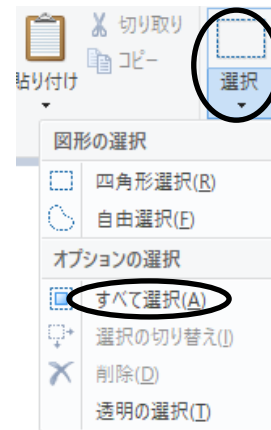 切り取り
コピー
貼り付け
選択
図形の選択
四角形選択(R)
自由選択(F)
オプションの選択
すべて選択(A)
選択の切り替え(I)
削除(D)
透明の選択(T)